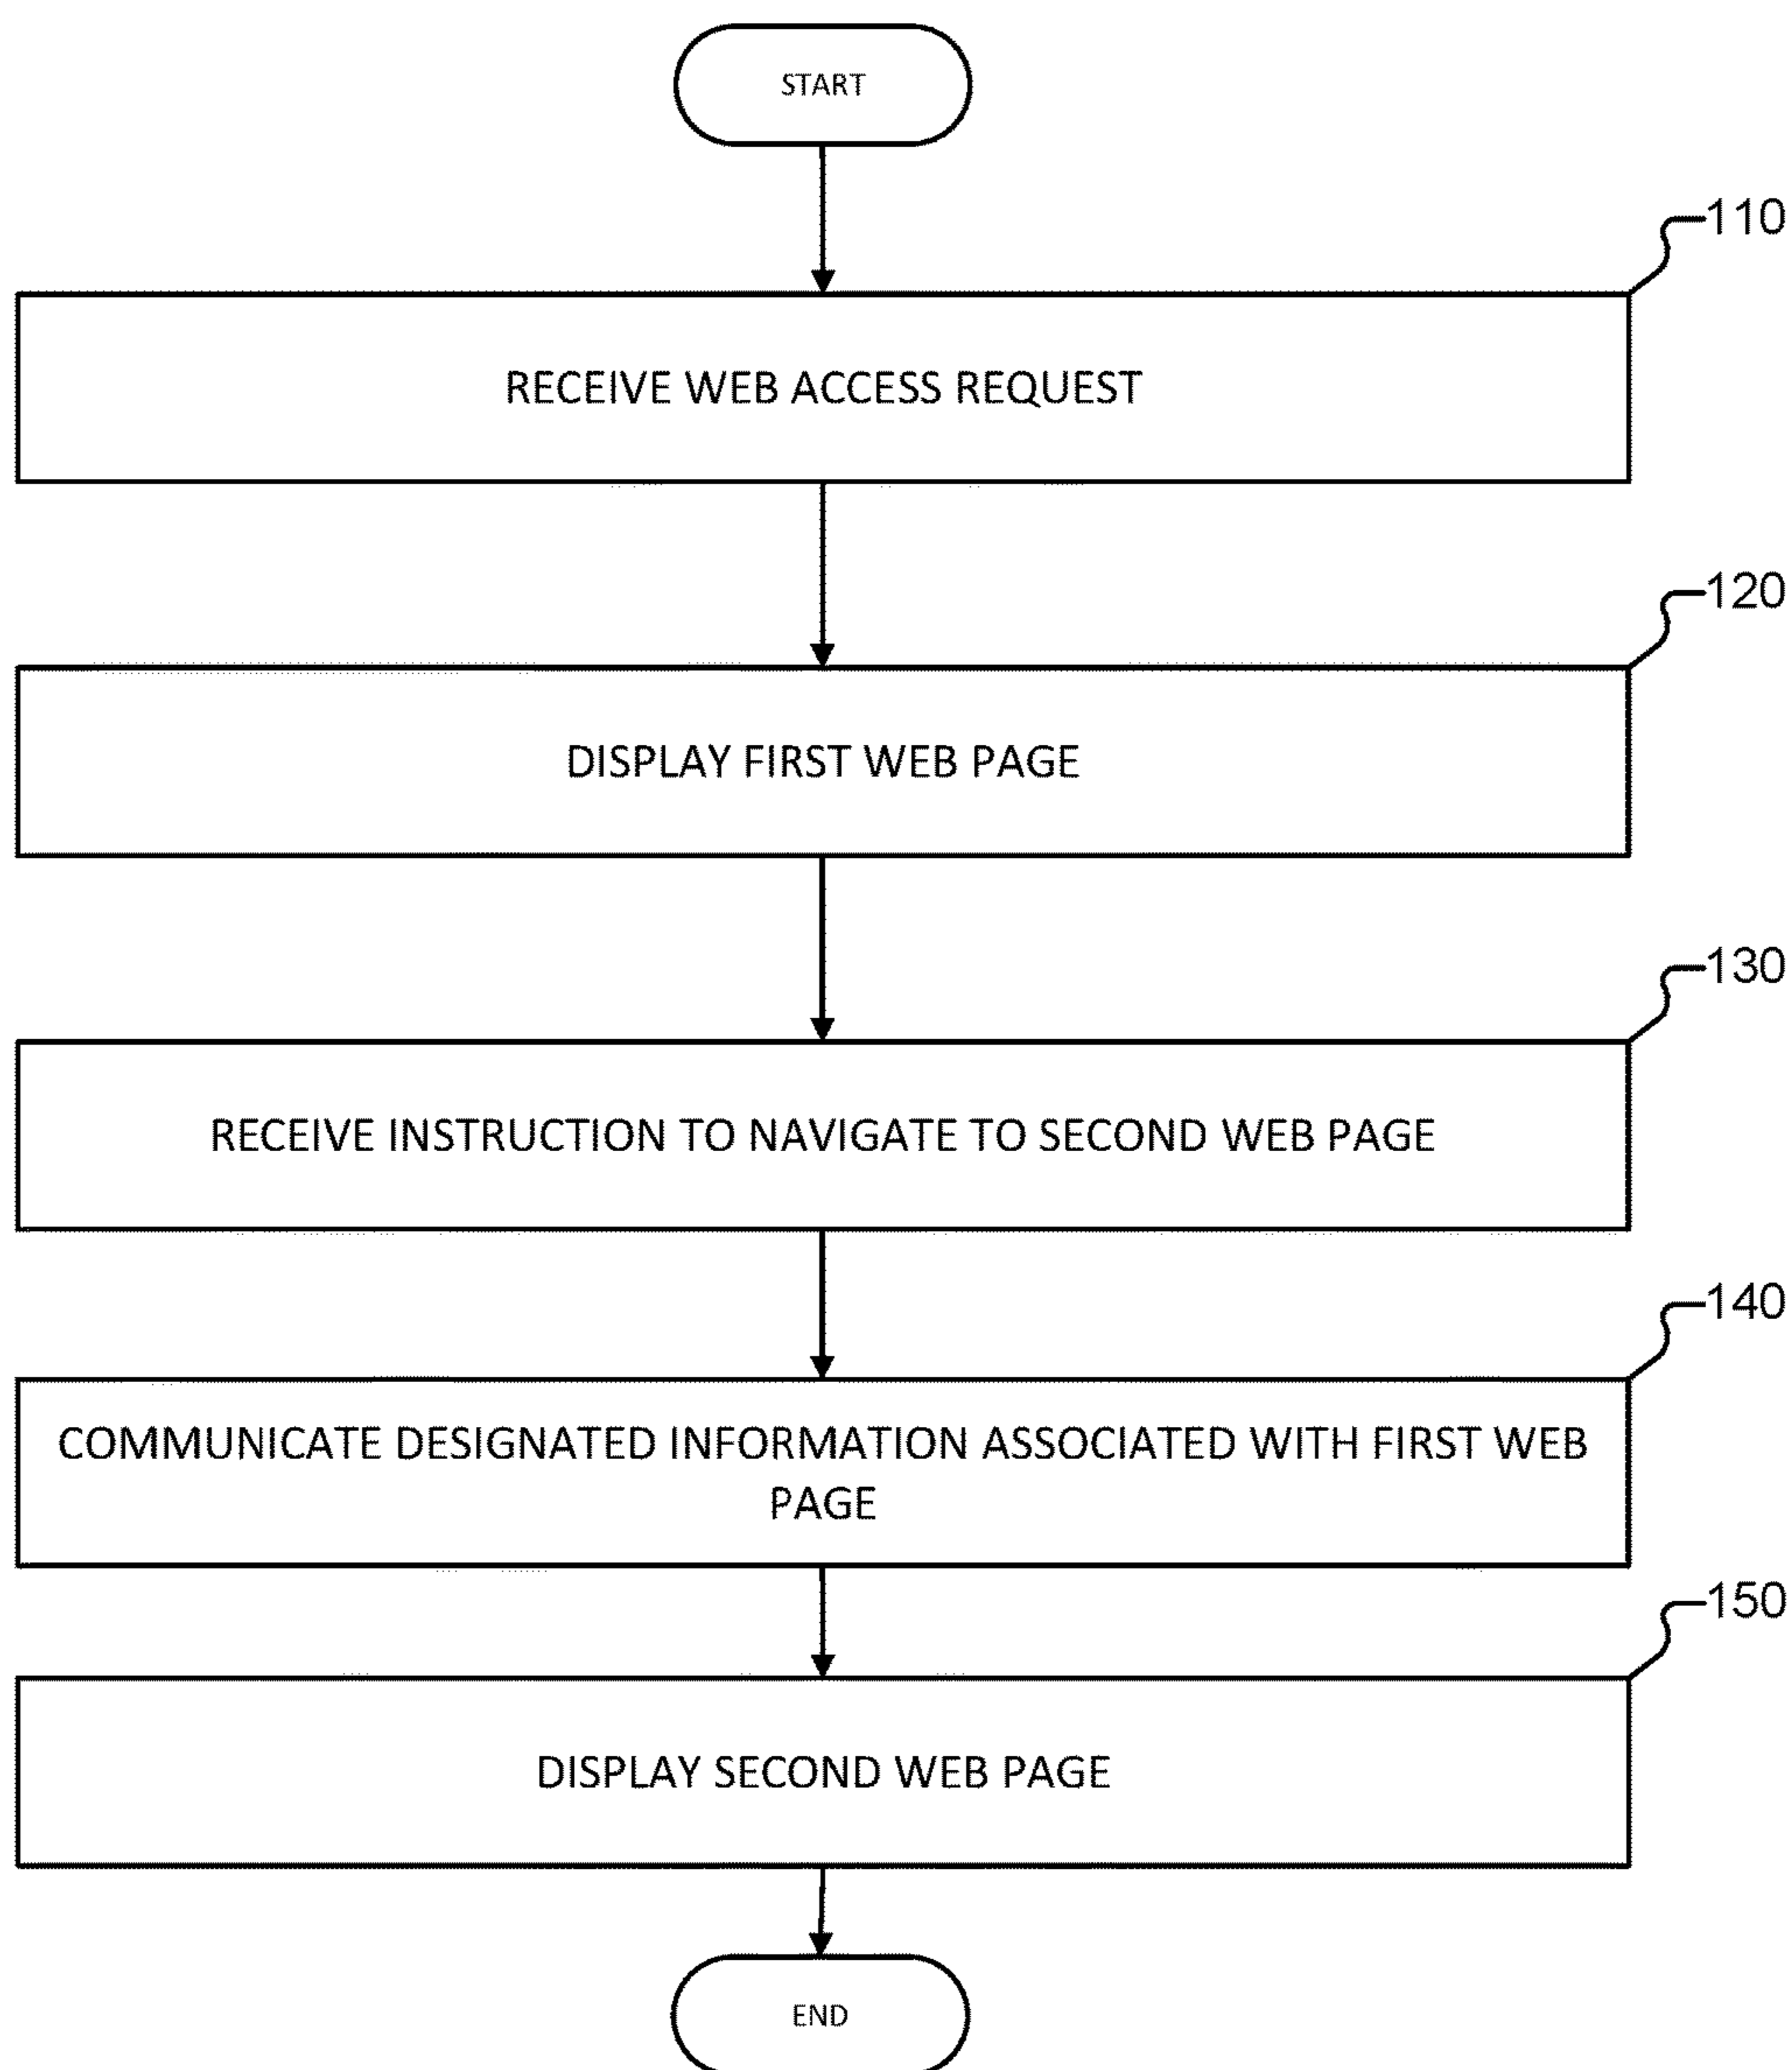 START
110
RECEIVE WEB ACCESS REQUEST
120
DISPLAY FIRST WEB PAGE
130
RECEIVE INSTRUCTION TO NAVIGATE TO SECOND WEB PAGE
140
COMMUNICATE DESIGNATED INFORMATION ASSOCIATED WITH FIRST WEB
PAGE
150
DISPLAY SECOND WEB PAGE
END